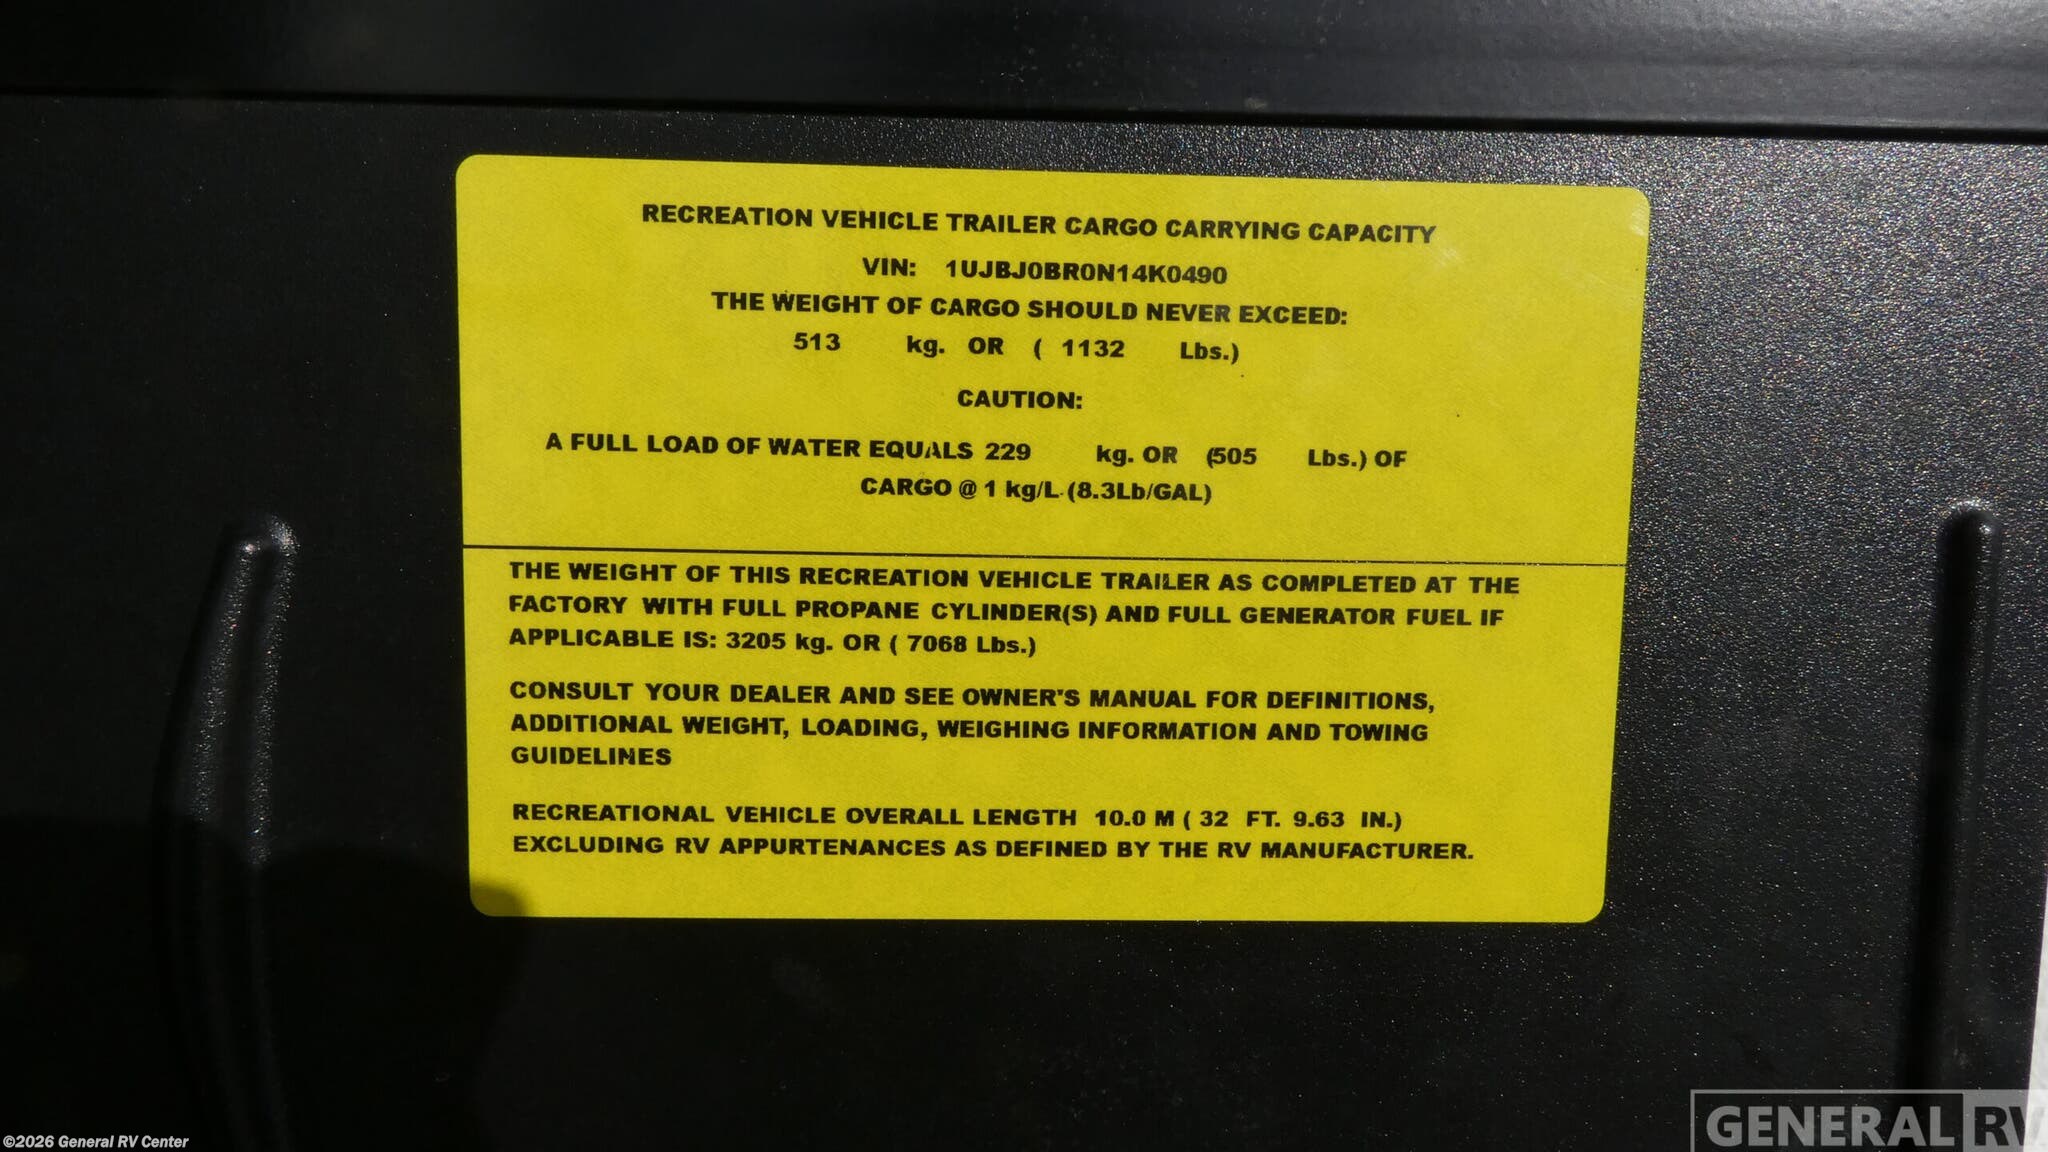 RECREATION VEHICLE TRAILER CARGO CARRYING CAPACITY
VIN: 1UJBJ0BR0N14K0490
THE WEIGHT OF CARGO SHOULD NEVER EXCEED:
513 kg. OR ( 1132 Lbs.)
CAUTION:
A FULL LOAD OF WATER EQUALS 229 kg. OR (505 Lbs.) OF
CARGO @ 1 kg/L (8.3Lb/GAL)
THE WEIGHT OF THIS RECREATION VEHICLE TRAILER AS COMPLETED AT THE
FACTORY WITH FULL PROPANE CYLINDER(S) AND FULL GENERATOR FUEL IF
APPLICABLE IS: 3205 kg. OR ( 7068 Lbs.)
CONSULT YOUR DEALER AND SEE OWNER'S MANUAL FOR DEFINITIONS,
ADDITIONAL WEIGHT, LOADING, WEIGHING INFORMATION AND TOWING
GUIDELINES
RECREATIONAL VEHICLE OVERALL LENGTH 10.0 M ( 32 FT. 9.63 IN.)
EXCLUDING RV APPURTENANCES AS DEFINED BY THE RV MANUFACTURER.
©2026 General RV Center
GENERAL RV